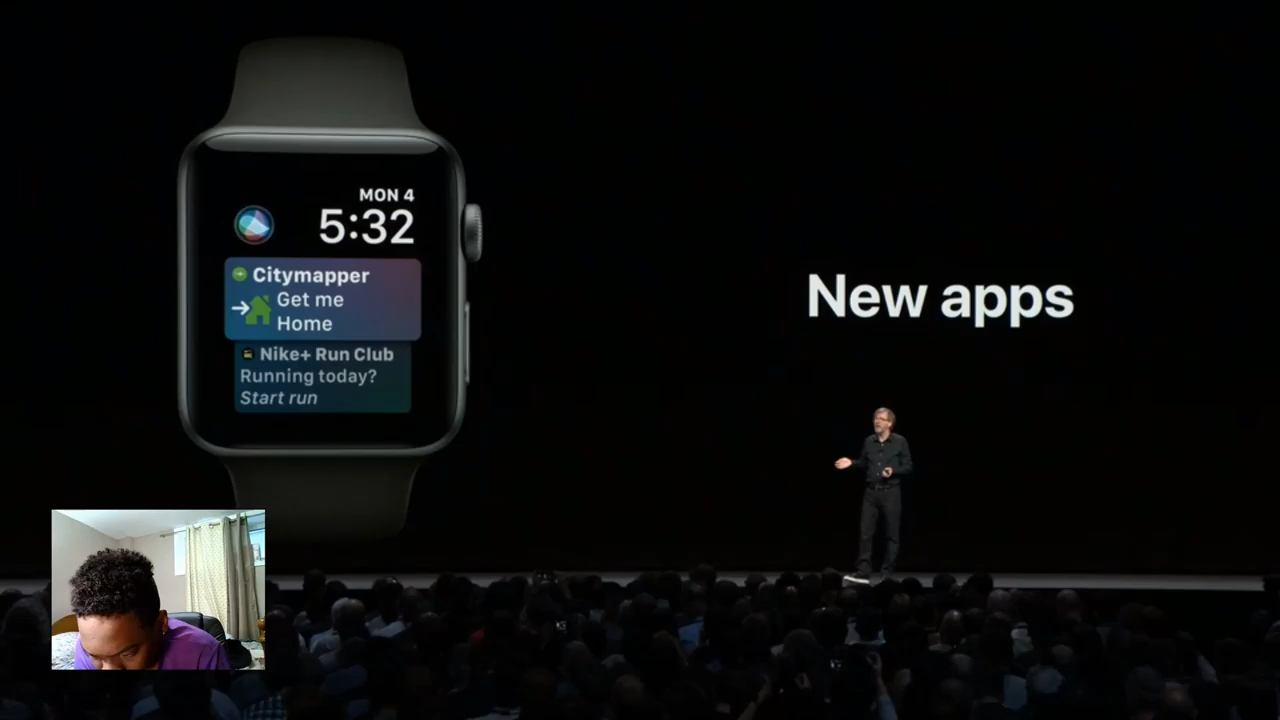 MON 4
5:32
Citymapper
Get me
Home
Nike+ Run Club
Running today?
Start run
New apps